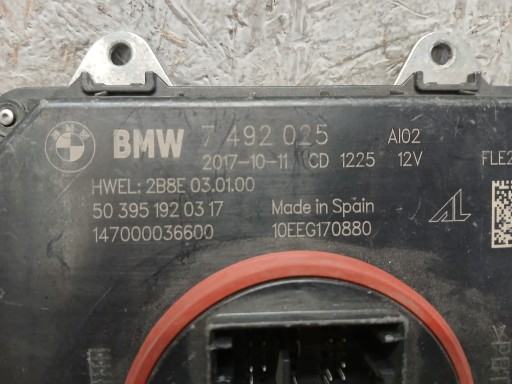 BMW 7 492 025 AI02
2017-10-11 CD 1225 12V FLE2
HWEL: 2B8E 03.01.00
50 395 192 03 17 Made in Spain
147000036600 10EEG170880